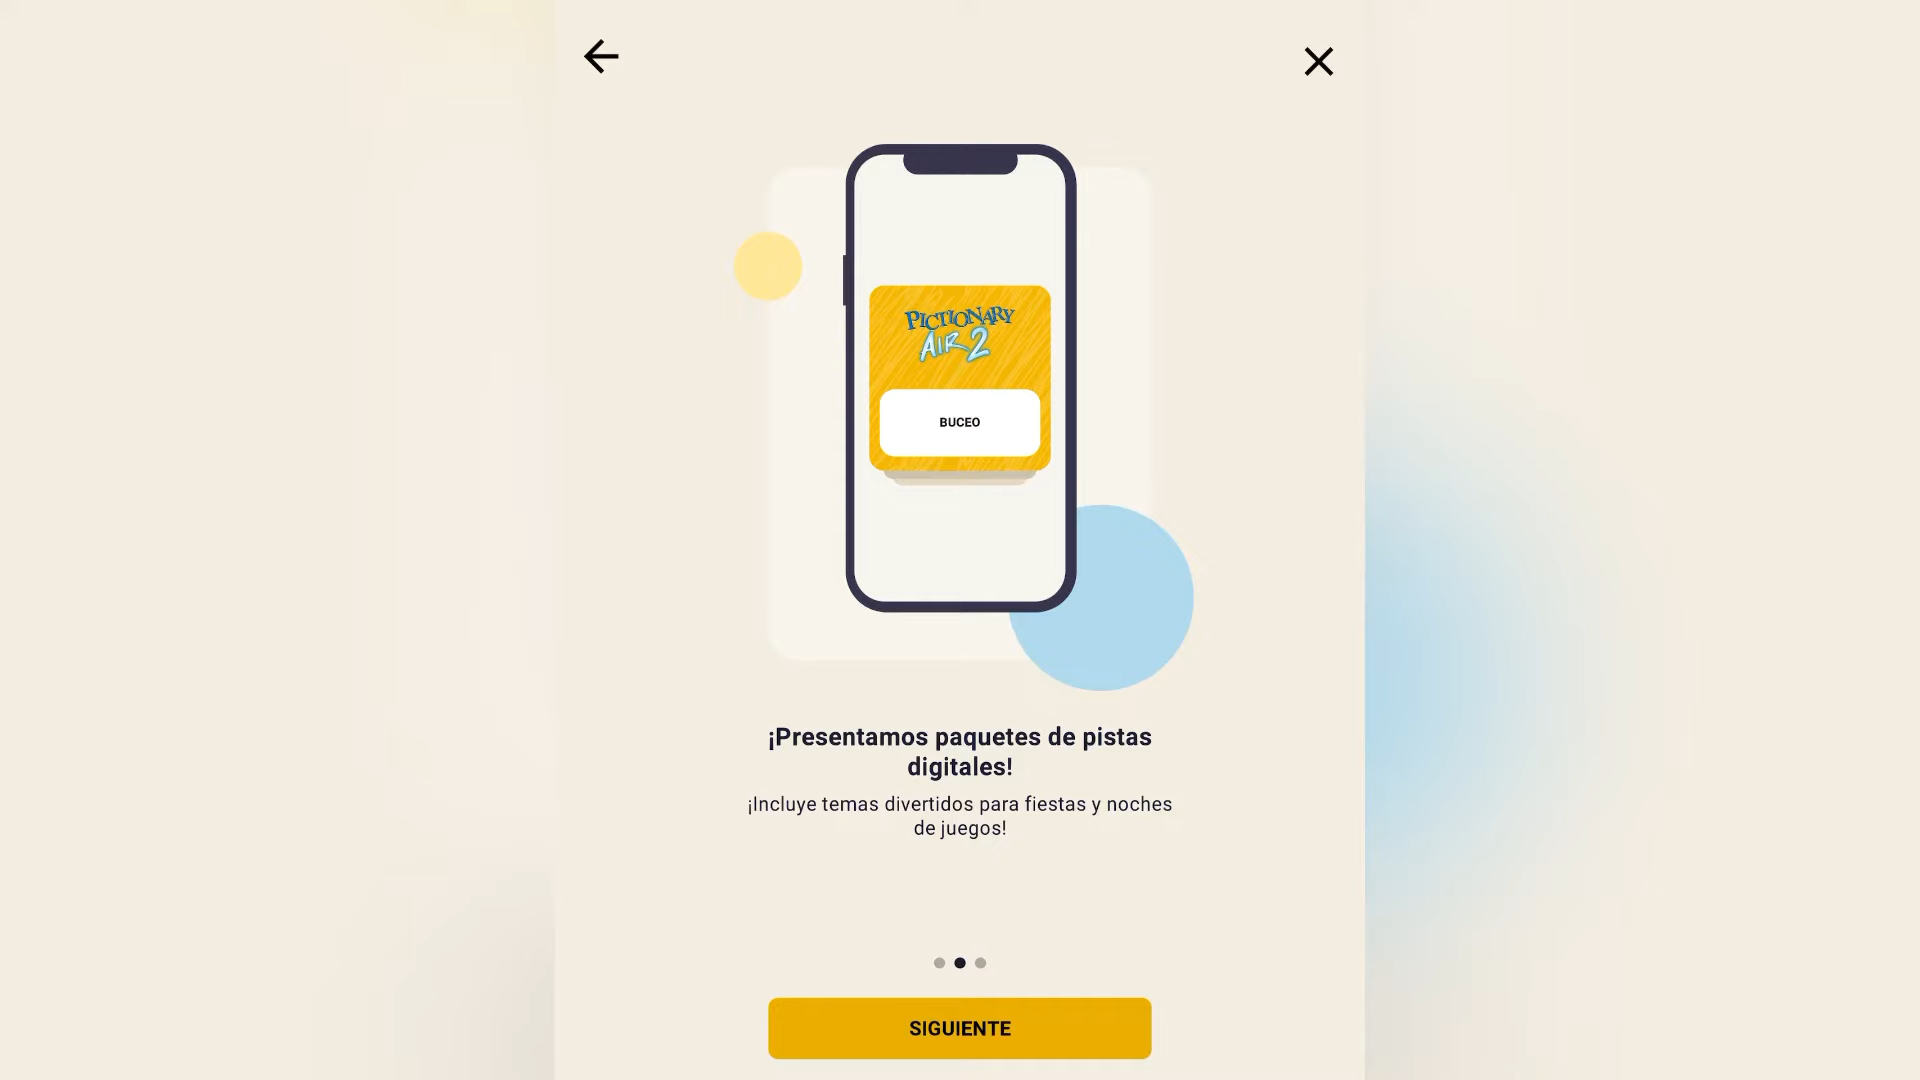 PICTIONARY
AIR 2
BUCEO
¡Presentamos paquetes de pistas
digitales!
¡Incluye temas divertidos para fiestas y noches
de juegos!
SIGUIENTE